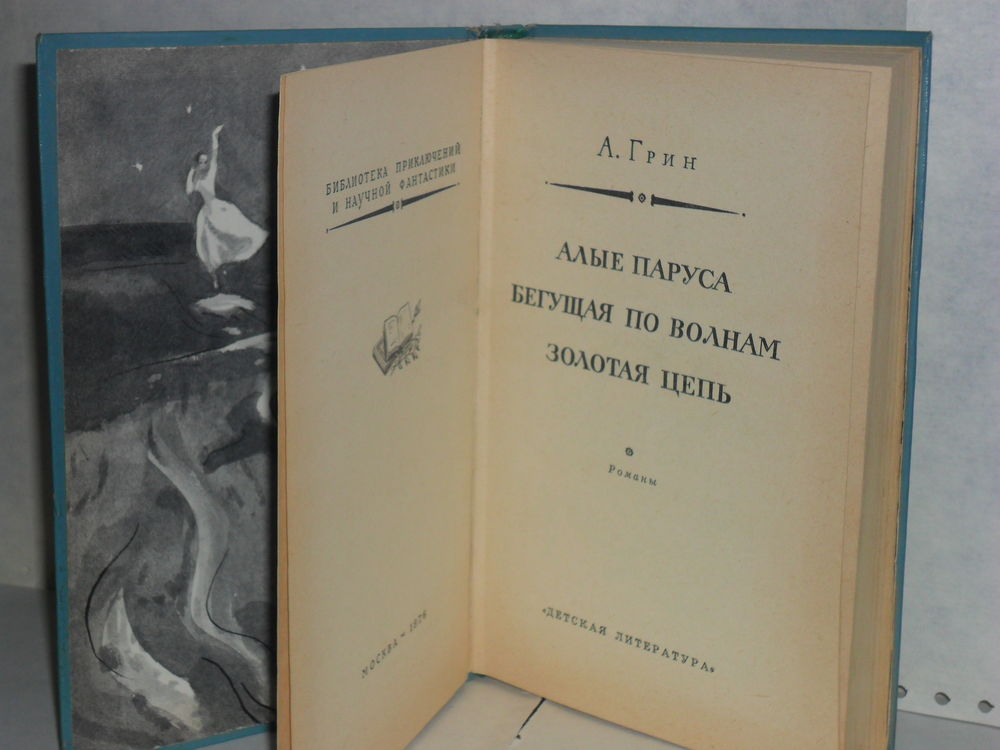 БИБЛИОТЕКА ПРИКЛЮЧЕНИЙ
И НАУЧНОЙ ФАНТАСТИКИ
МОСКВА — 1976
А. ГРИН
АЛЫЕ ПАРУСА
БЕГУЩАЯ ПО ВОЛНАМ
ЗОЛОТАЯ ЦЕПЬ
Романы
«ДЕТСКАЯ ЛИТЕРАТУРА»